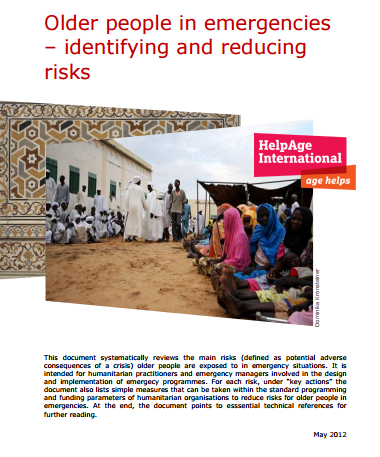 Older people in emergencies
– identifying and reducing
risks
HelpAge
International
age helps
Dominika Kronsteiner
This document systematically reviews the main risks (defined as potential adverse
consequences of a crisis) older people are exposed to in emergency situations. It is
intended for humanitarian practitioners and emergency managers involved in the design
and implementation of emergecy programmes. For each risk, under "key actions" the
document also lists simple measures that can be taken within the standard programming
and funding parameters of humanitarian organisations to reduce risks for older people in
emergencies. At the end, the document points to esssential technical references for
further reading.
May 2012